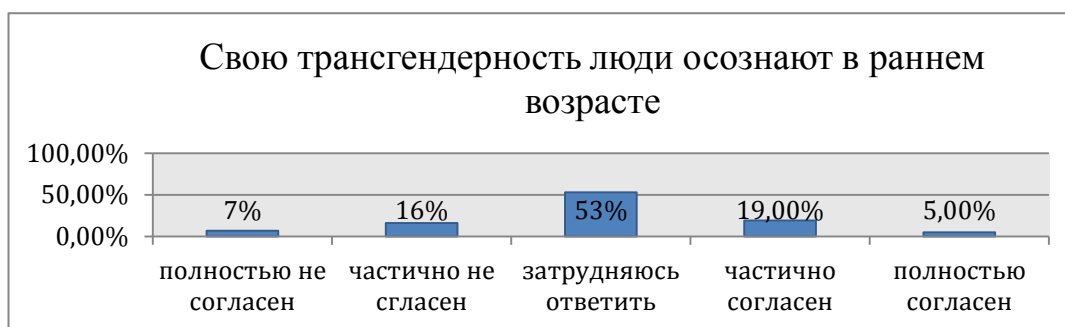 Свою трансгендерность люди осознают в раннем
возрасте
100,00%
50,00%
0,00%
7%
16%
53%
19,00%
5,00%
полностью не
согласен
частично не
сгласен
затрудняюсь
ответить
частично
согласен
полностью
согласен